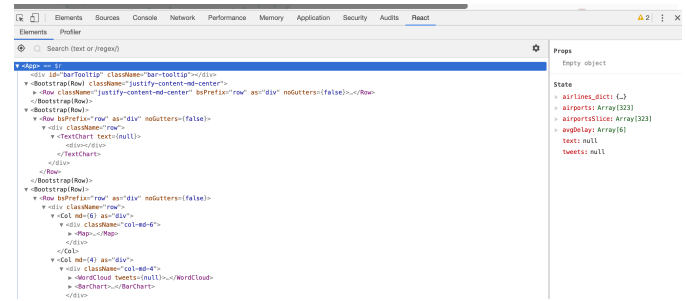 Elements Sources Console Network Performance Memory Application Security Audits React 2
Elements Profiler
Search (text or /regex/)
▼ <App> == $r
<div id="barTooltip" className="bar-tooltip"></div>
▼ <Bootstrap(Row) className="justify-content-md-center">
▶ <Row className="justify-content-md-center" bsPrefix="row" as="div" noGutters={false}>…</Row>
</Bootstrap(Row)>
▼ <Bootstrap(Row)>
▼ <Row bsPrefix="row" as="div" noGutters={false}>
▼ <div className="row">
▼ <TextChart text={null}>
<div></div>
</TextChart>
</div>
</Row>
</Bootstrap(Row)>
▼ <Bootstrap(Row)>
▼ <Row bsPrefix="row" as="div" noGutters={false}>
▼ <div className="row">
▼ <Col md={6} as="div">
▼ <div className="col-md-6">
▶ <Map>…</Map>
</div>
</Col>
▼ <Col md={4} as="div">
▼ <div className="col-md-4">
▶ <WordCloud tweets={null}>…</WordCloud>
▶ <BarChart>…</BarChart>
</div>
Props
Empty object
State
▶ airlines_dict: {…}
▶ airports: Array[323]
▶ airportsSlice: Array[323]
▶ avgDelay: Array[6]
text: null
tweets: null